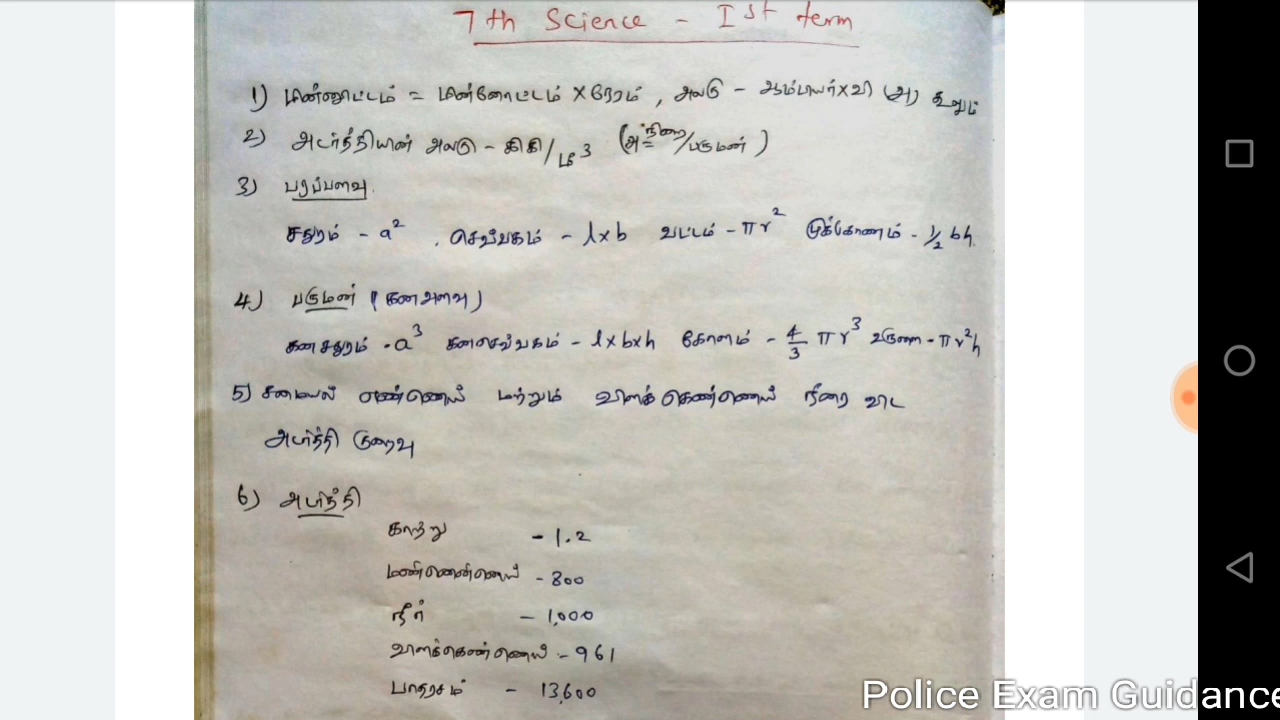 7th Science - Ist term
1) மின்னூட்டம் = மின்னோட்டம் × நேரம் , அலகு - ஆம்பியர் × வி (அ) கூலும்
2) அடர்த்தியின் அலகு - கிகி/மீ3 (அ = நிறை/பருமன் )
3) பரப்பளவு
சதுரம் - a² , செவ்வகம் - l×b வட்டம் - πr² முக்கோணம் - 1/2 bh
4) பருமன் (கனஅளவு)
கனசதுரம் - a³ கனசெவ்வகம் - l×b×h கோளம் - 4/3 πr³ உருளை - πr²h
5) சமையல் எண்ணெய் மற்றும் விளக்கெண்ணெய் நீரை விட
அடர்த்தி குறைவு
6) அடர்த்தி
காற்று - 1.2
மண்ணெண்ணெய் - 800
நீர் - 1,000
விளக்கெண்ணெய் - 961
பாதரசம் - 13,600
Police Exam Guidance